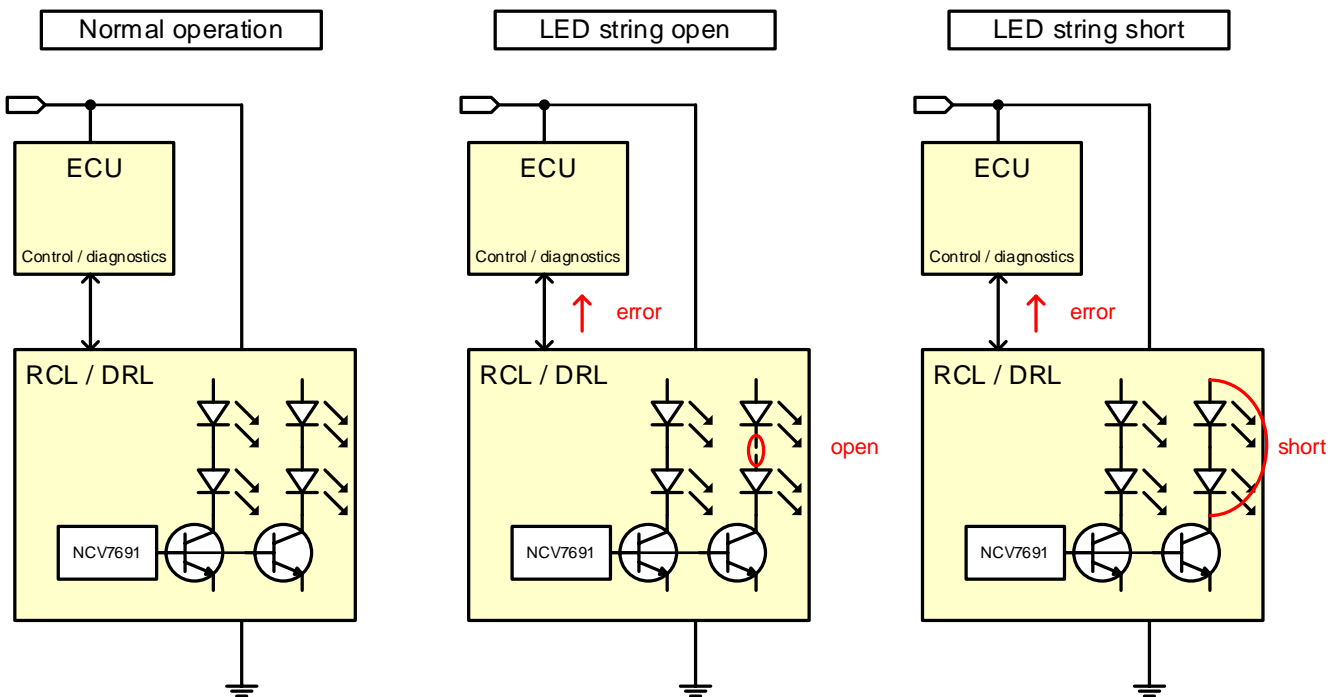 Normal operation
ECU
Control / diagnostics
RCL / DRL
NCV7691
LED string open
ECU
Control / diagnostics
error
RCL / DRL
open
NCV7691
LED string short
ECU
Control / diagnostics
error
RCL / DRL
short
NCV7691